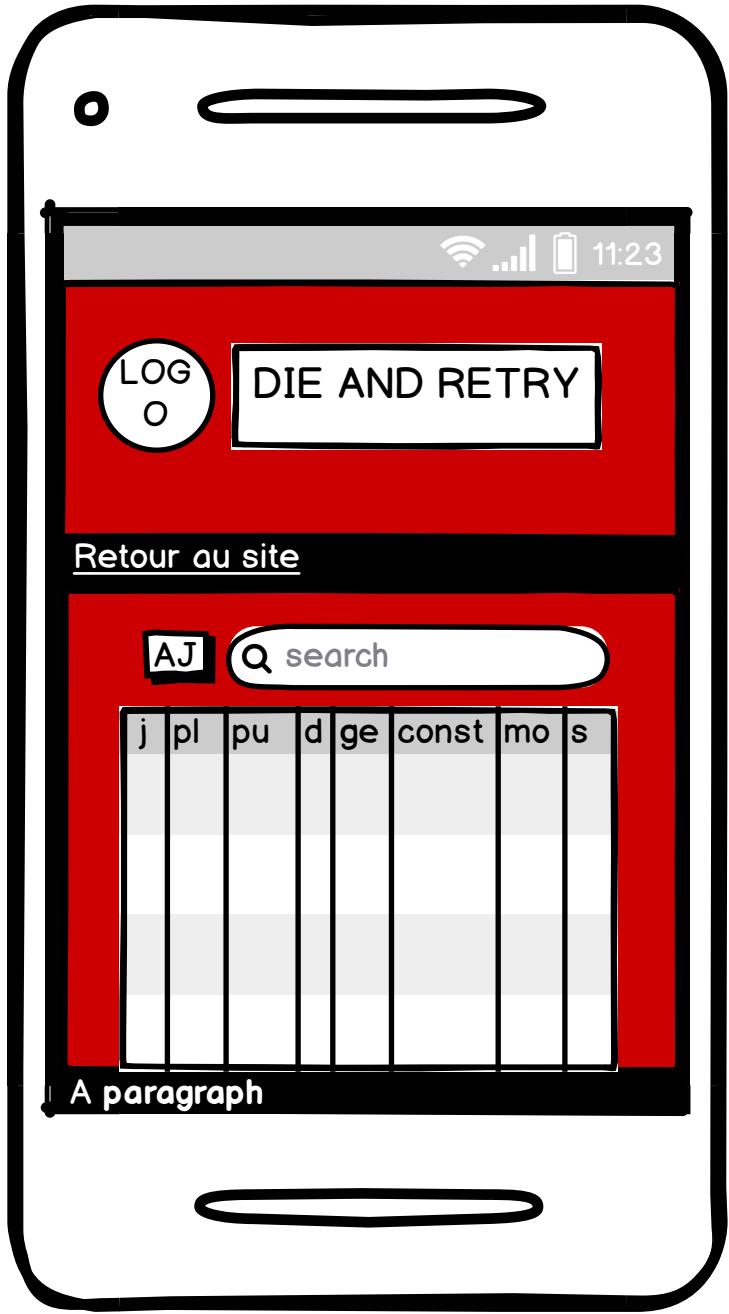 11:23
LOG
O
DIE AND RETRY
Retour au site
AJ
search
j pl pu d ge const mo s
A paragraph